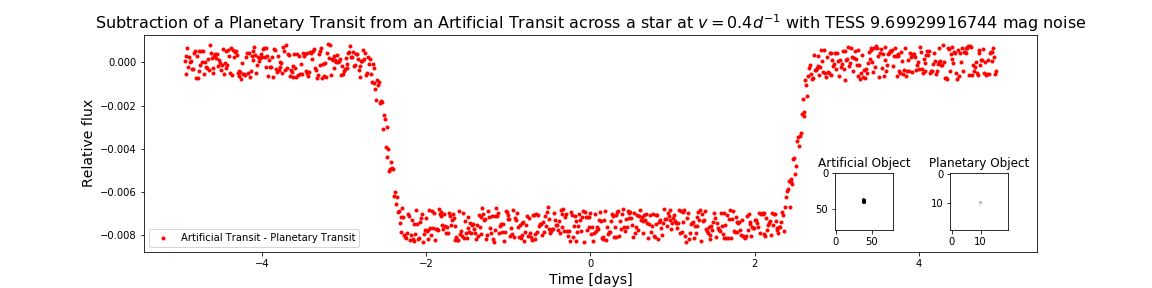 Subtraction of a Planetary Transit from an Artificial Transit across a star at v = 0.4d⁻¹ with TESS 9.69929916744 mag noise
Relative flux
0.000
−0.002
−0.004
−0.006
−0.008
Artificial Transit - Planetary Transit
Artificial Object
0
50
0 50
Planetary Object
0
10
0 10
−4 −2 0 2 4
Time [days]